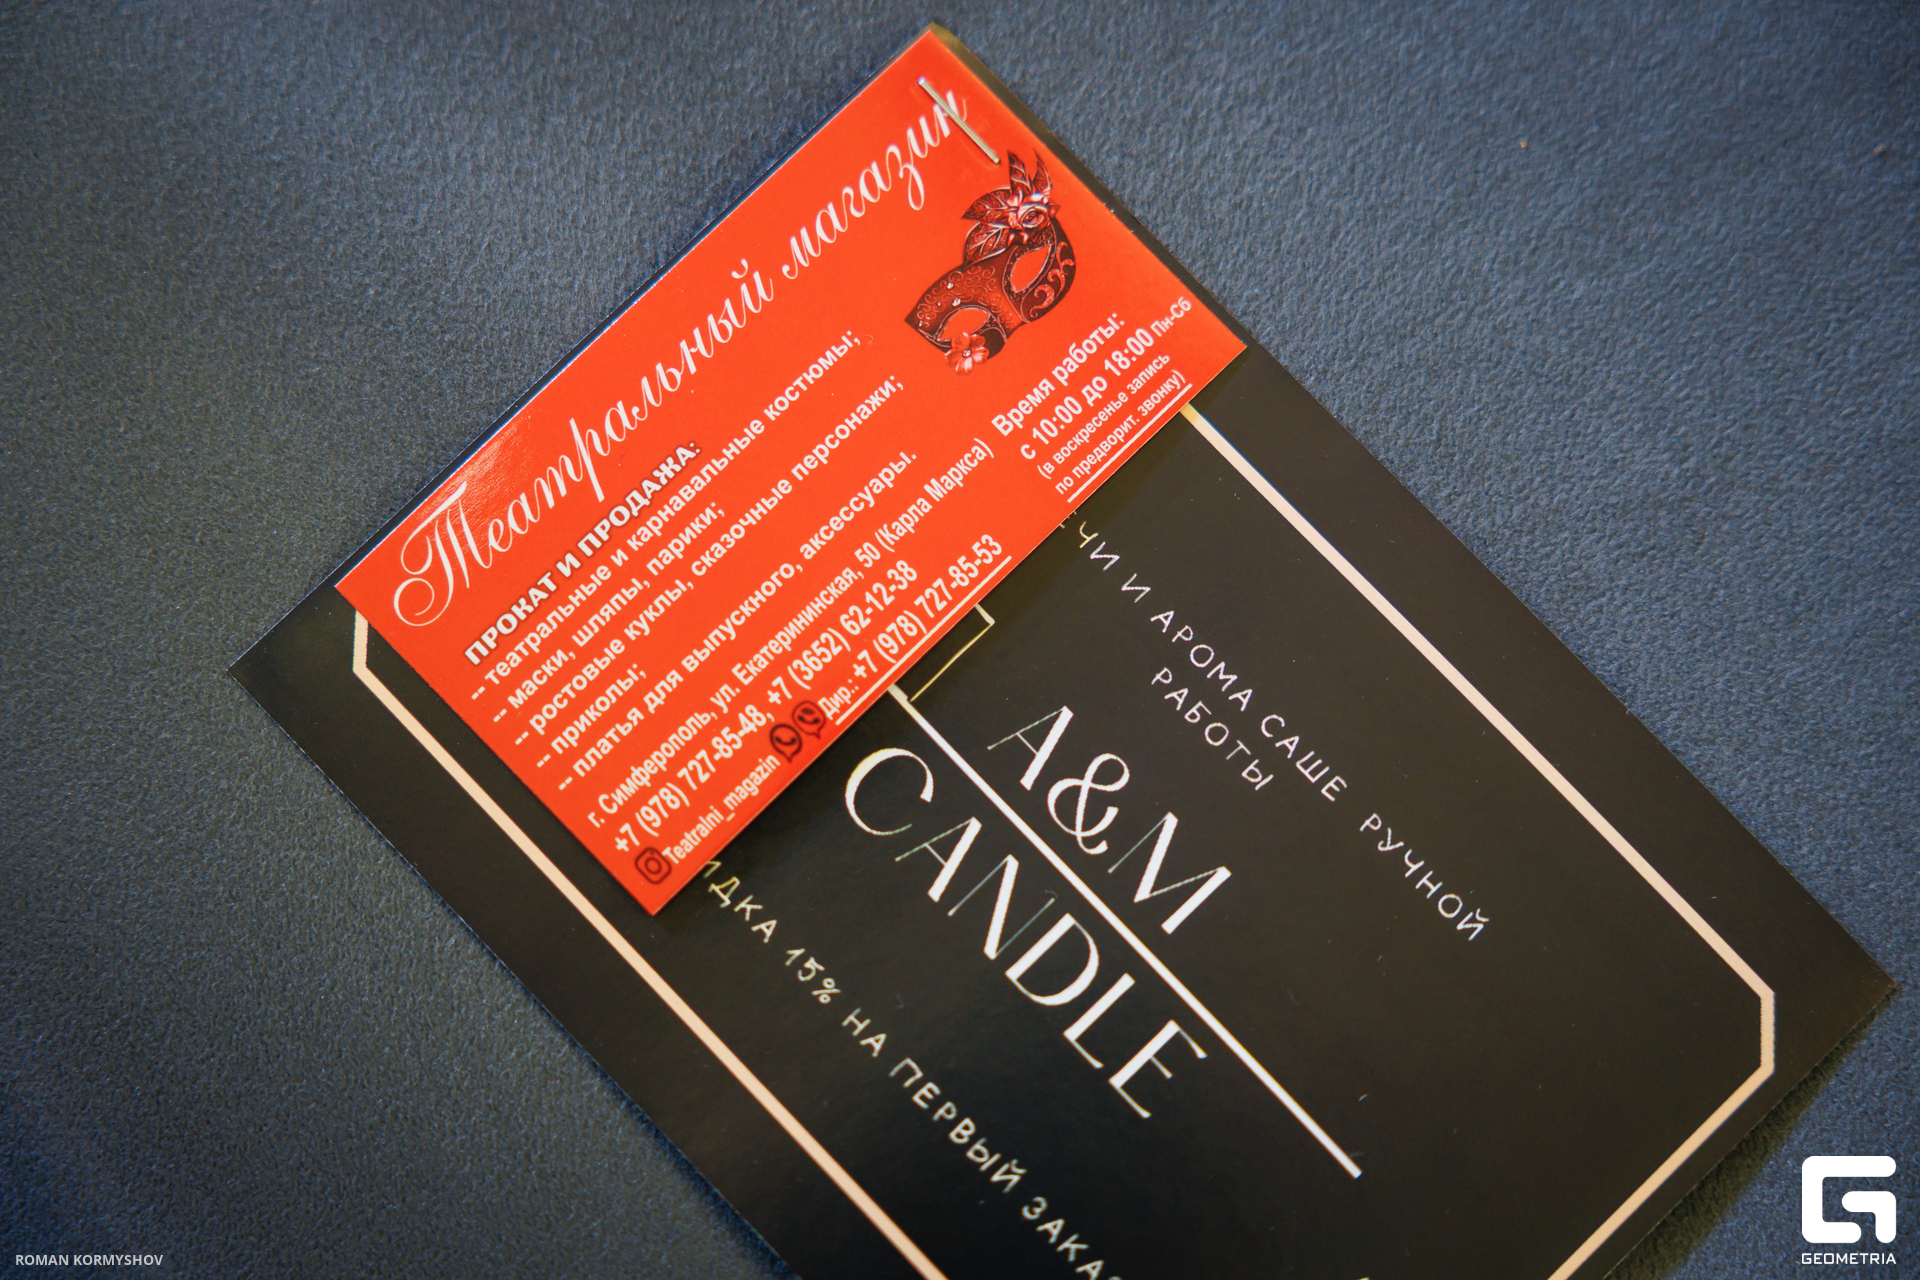 Театральный магазин
ПРОКАТ И ПРОДАЖА:
-- театральные и карнавальные костюмы;
-- маски, шляпы, парики;
-- ростовые куклы, сказочные персонажи;
-- приколы;
-- платья для выпускного, аксессуары.
г. Симферополь, ул. Екатерининская, 50 (Карла Маркса)
+7 (978) 727-85-48, +7 (3652) 62-12-38
Teatralni_magazin Дир.: +7 (978) 727-85-53
Время работы:
с 10:00 до 18:00 Пн-Сб
(в воскресенье запись
по предворит. звонку)
И АРОМА САШЕ РУЧНОЙ
РАБОТЫ
A&M
CANDLE
15% НА ПЕРВЫЙ
ROMAN KORMYSHOV
GEOMETRIA